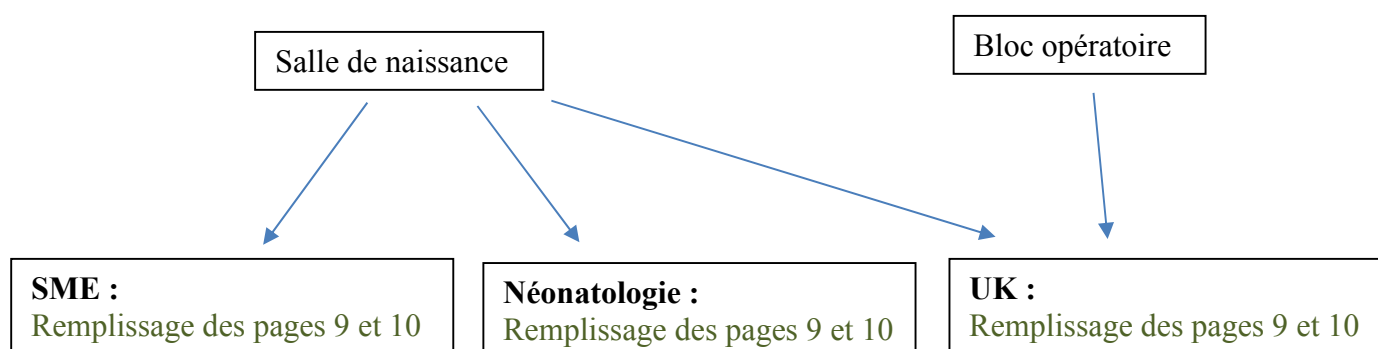 Salle de naissance
Bloc opératoire
SME :
Remplissage des pages 9 et 10
Néonatologie :
Remplissage des pages 9 et 10
UK :
Remplissage des pages 9 et 10